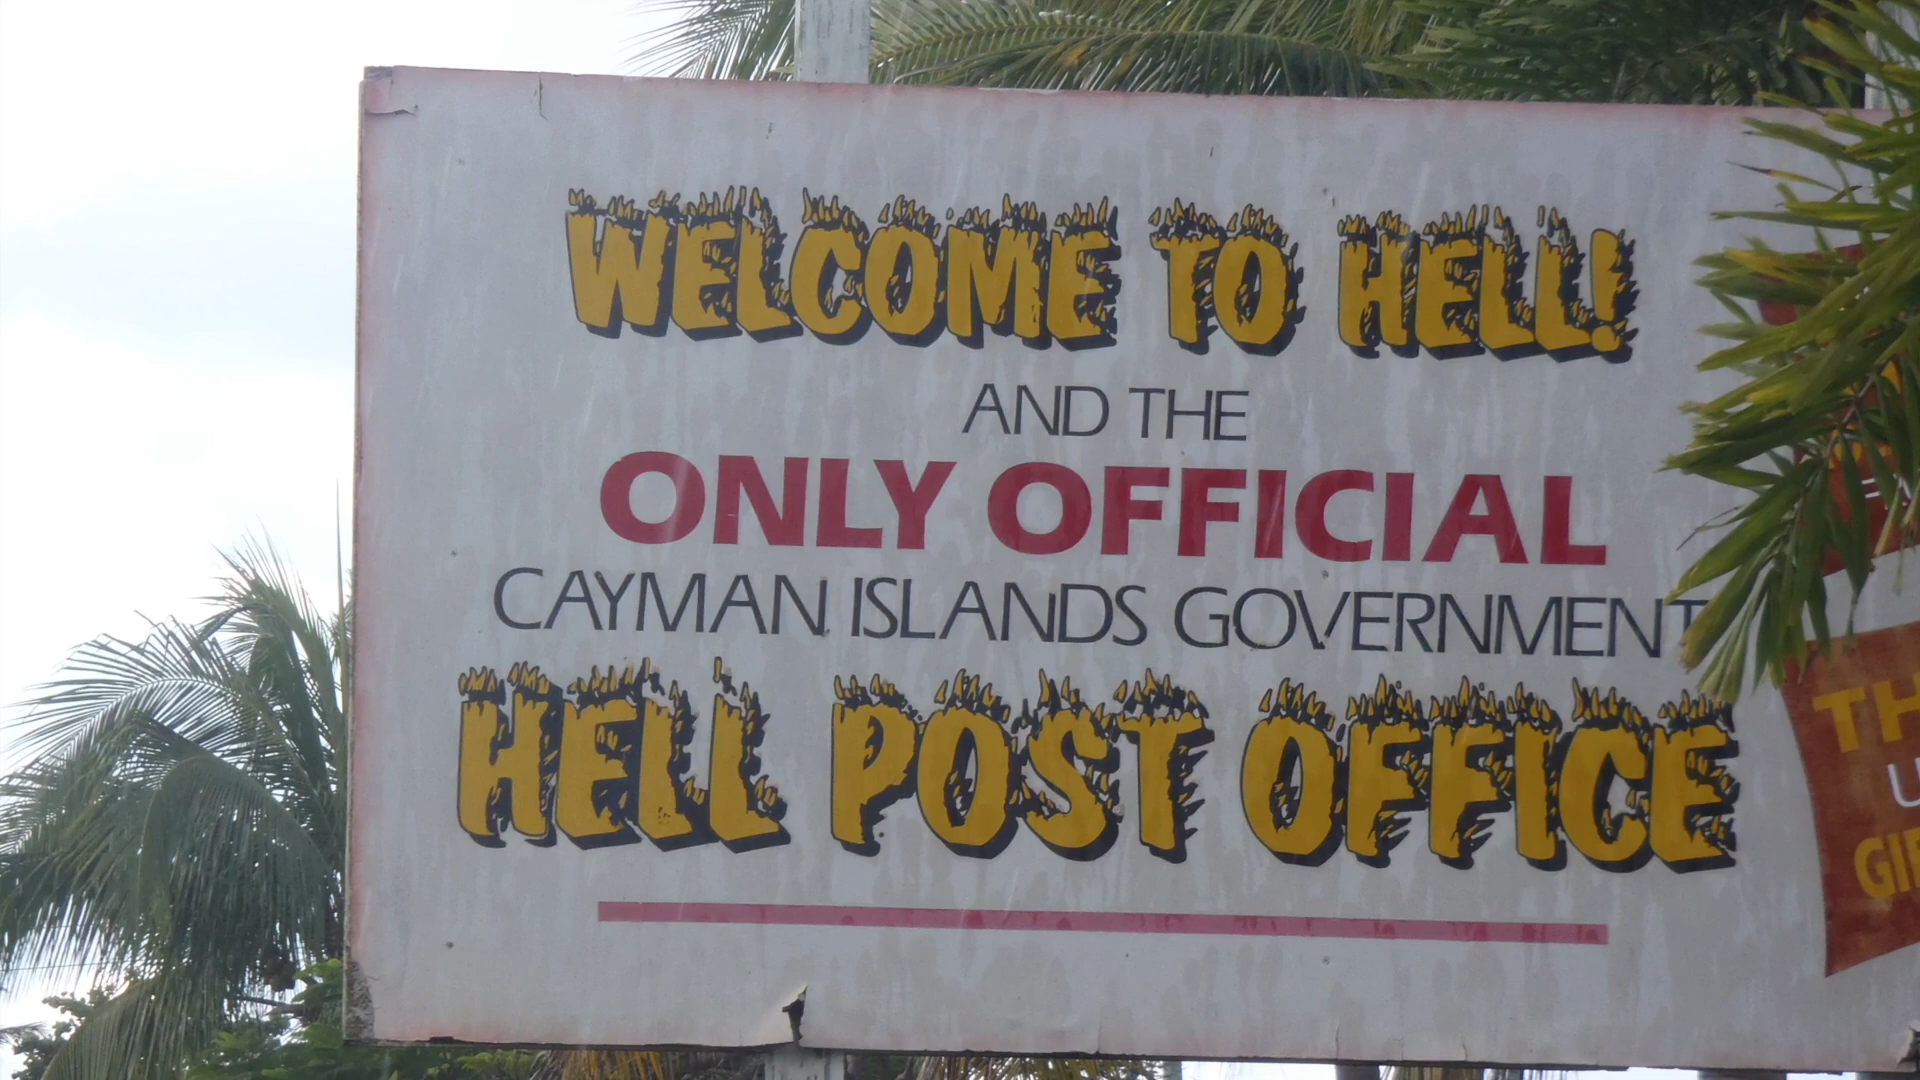 WELCOME TO HELL!
AND THE
ONLY OFFICIAL
CAYMAN ISLANDS GOVERNMENT
HELL POST OFFICE